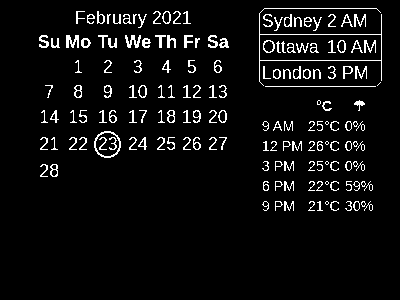 February 2021
Su Mo Tu We Th Fr Sa
1 2 3 4 5 6
7 8 9 10 11 12 13
14 15 16 17 18 19 20
21 22 23 24 25 26 27
28
Sydney 2 AM
Ottawa 10 AM
London 3 PM
°C ☂
9 AM 25°C 0%
12 PM 26°C 0%
3 PM 25°C 0%
6 PM 22°C 59%
9 PM 21°C 30%